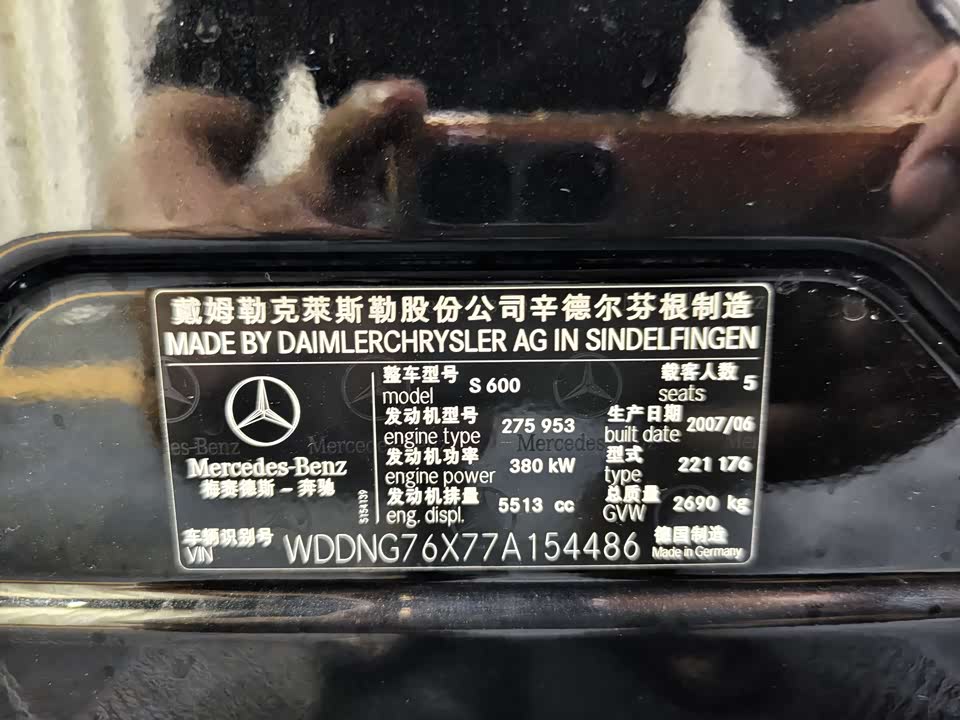 戴姆勒克莱斯勒股份公司辛德尔芬根制造
MADE BY DAIMLERCHRYSLER AG IN SINDELFINGEN
整车型号 S 600 载客人数 5
model seats
发动机型号 275 953 生产日期 2007/06
engine type built date
发动机功率 380 kW 型式 221 176
engine power type
发动机排量 5513 cc 总质量 2690 kg
eng. displ. GVW
Mercedes-Benz
梅赛德斯－奔驰
5154139
车辆识别号 WDDNG76X77A154486 德国制造
VIN Made in Germany
es-Benz
Mercede
Mercedes